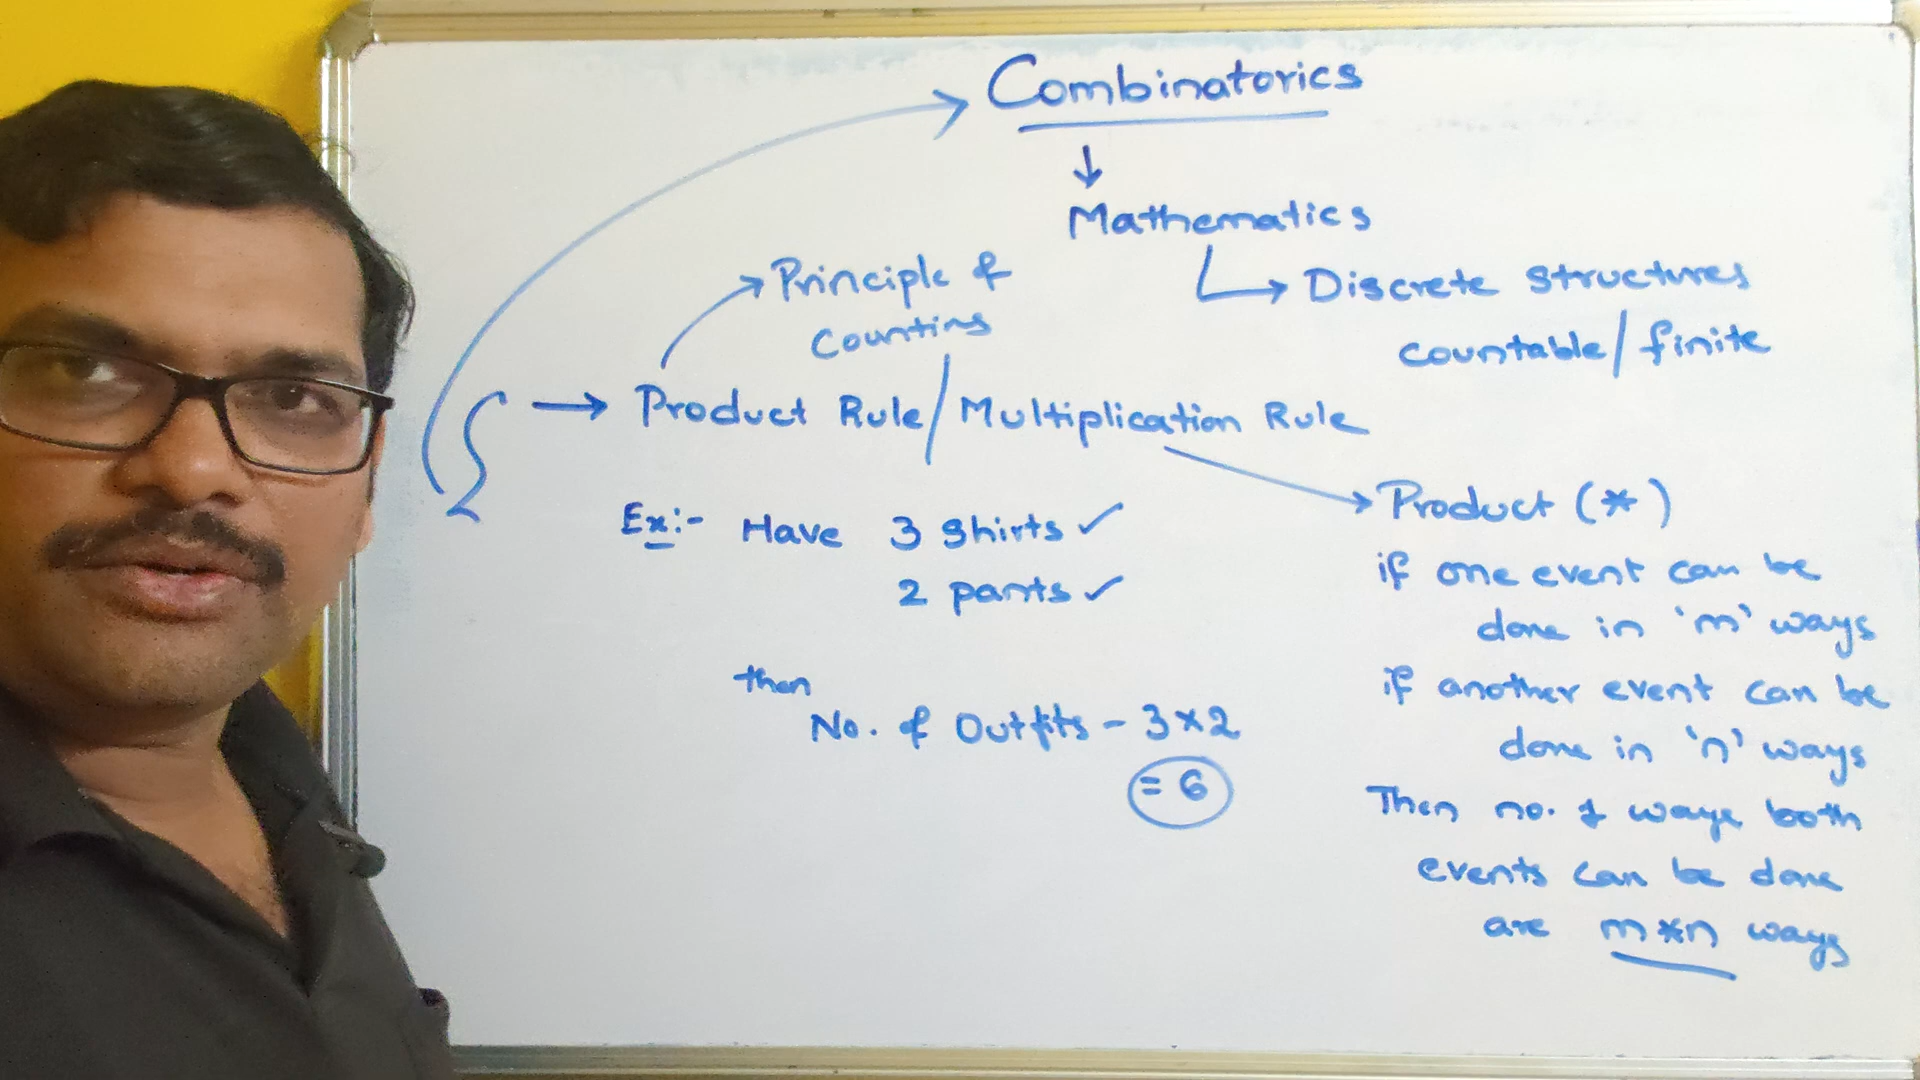 Combinatorics
Mathematics
Discrete Structures
countable/finite
Principle of
Counting
Product Rule/Multiplication Rule
Ex:- Have 3 Shirts ✓
2 pants ✓
then
No. of Outfits - 3×2
= 6
Product (*)
if one event can be
done in 'm' ways
if another event can be
done in 'n' ways
Then no. of ways both
events can be done
are m*n ways